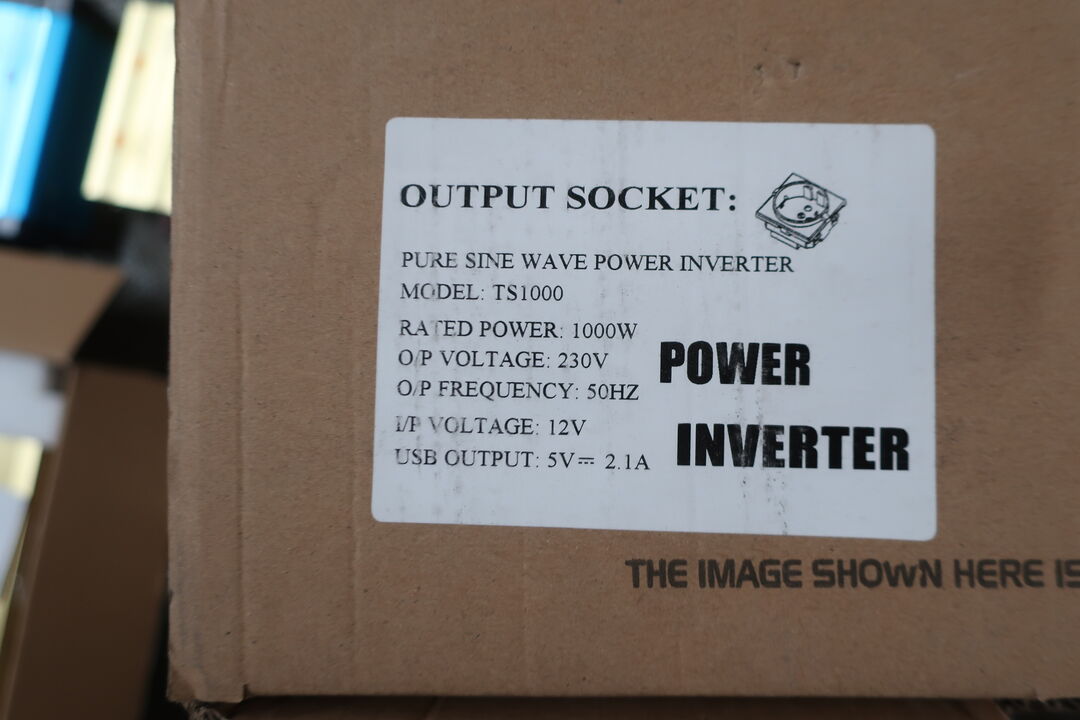 OUTPUT SOCKET:
PURE SINE WAVE POWER INVERTER
MODEL: TS1000
RATED POWER: 1000W
O/P VOLTAGE: 230V
O/P FREQUENCY: 50HZ
I/P VOLTAGE: 12V
USB OUTPUT: 5V⎓ 2.1A
POWER
INVERTER
THE IMAGE SHOWN HERE IS